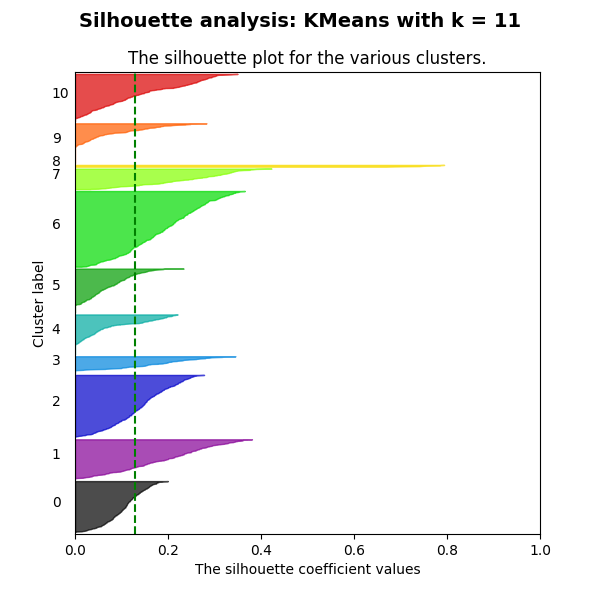 Silhouette analysis: KMeans with k = 11
The silhouette plot for the various clusters.
10
9
8
7
6
5
4
3
2
1
0
Cluster label
0.0 0.2 0.4 0.6 0.8 1.0
The silhouette coefficient values